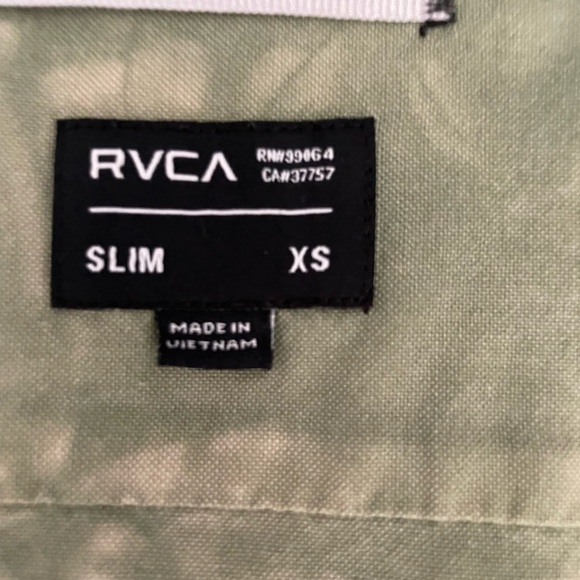 RVCA
RN#99064
CA#37757
SLIM XS
MADE IN
VIETNAM